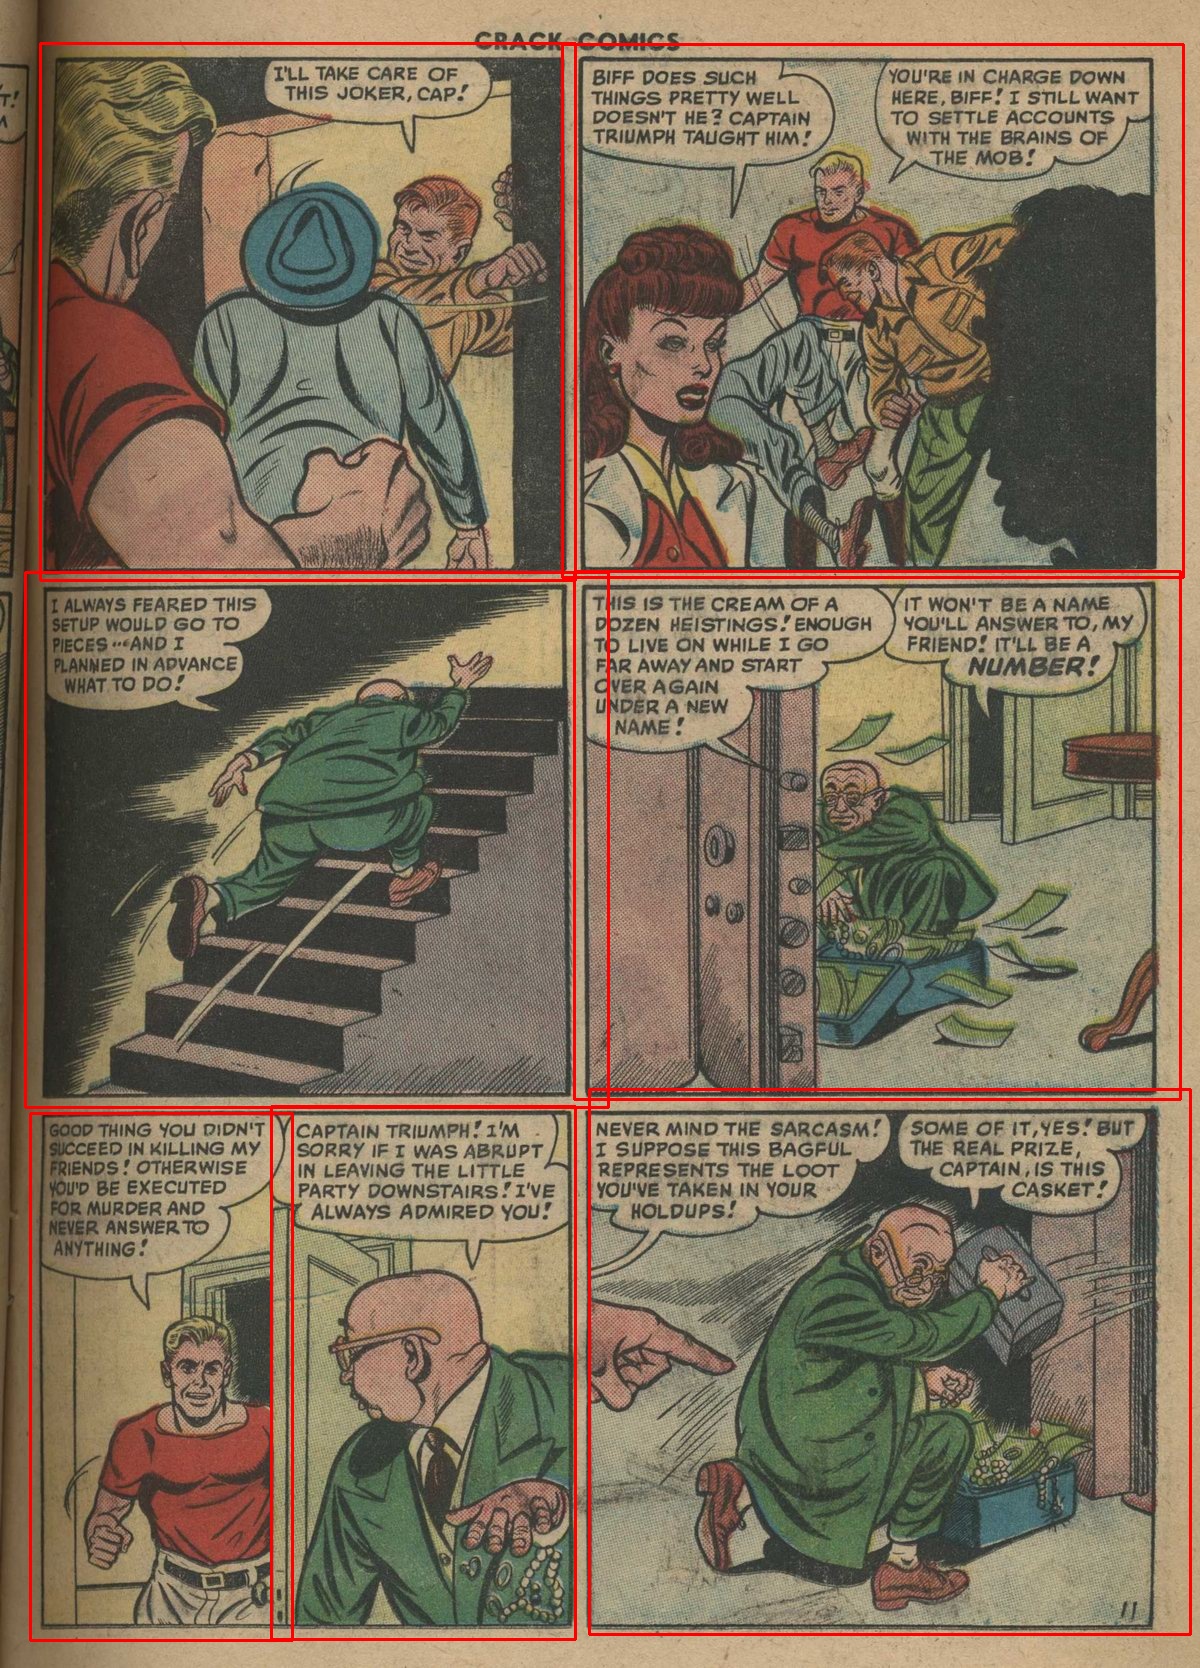 CRACK COMICS
I'LL TAKE CARE OF
THIS JOKER, CAP!
BIFF DOES SUCH
THINGS PRETTY WELL
DOESN'T HE? CAPTAIN
TRIUMPH TAUGHT HIM!
YOU'RE IN CHARGE DOWN
HERE, BIFF! I STILL WANT
TO SETTLE ACCOUNTS
WITH THE BRAINS OF
THE MOB!
I ALWAYS FEARED THIS
SETUP WOULD GO TO
PIECES--AND I
PLANNED IN ADVANCE
WHAT TO DO!
THIS IS THE CREAM OF A
DOZEN HEISTINGS! ENOUGH
TO LIVE ON WHILE I GO
FAR AWAY AND START
OVER AGAIN
UNDER A NEW
NAME!
IT WON'T BE A NAME
YOU'LL ANSWER TO, MY
FRIEND! IT'LL BE A
NUMBER!
GOOD THING YOU DIDN'T
SUCCEED IN KILLING MY
FRIENDS! OTHERWISE
YOU'D BE EXECUTED
FOR MURDER AND
NEVER ANSWER TO
ANYTHING!
CAPTAIN TRIUMPH! I'M
SORRY IF I WAS ABRUPT
IN LEAVING THE LITTLE
PARTY DOWNSTAIRS! I'VE
ALWAYS ADMIRED YOU!
NEVER MIND THE SARCASM!
I SUPPOSE THIS BAGFUL
REPRESENTS THE LOOT
YOU'VE TAKEN IN YOUR
HOLDUPS!
SOME OF IT, YES! BUT
THE REAL PRIZE,
CAPTAIN, IS THIS
CASKET!
11